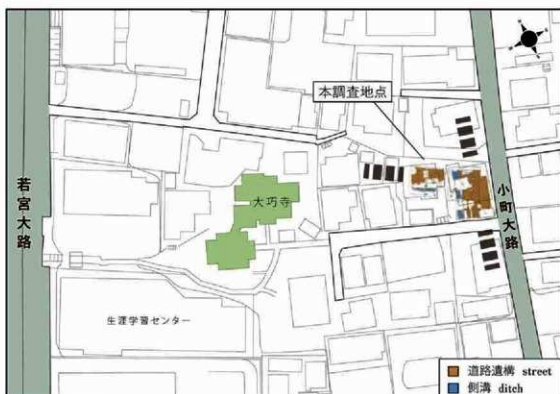 本調査地点
若宮大路
大巧寺
小町大路
生涯学習センター
道路遺構 street
側溝 ditch